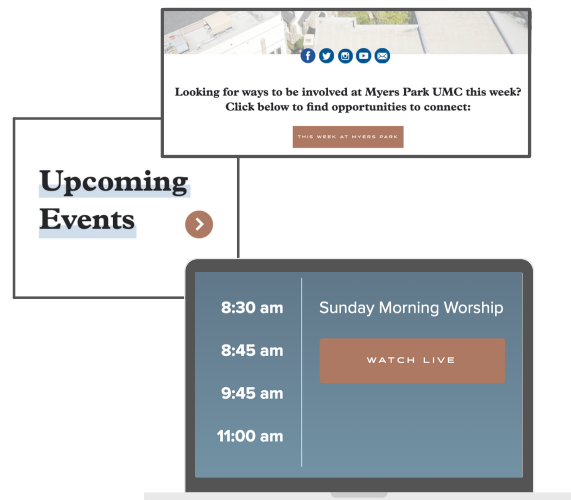 Looking for ways to be involved at Myers Park UMC this week?
Click below to find opportunities to connect:
THIS WEEK AT MYERS PARK
Upcoming
Events
8:30 am
8:45 am
9:45 am
11:00 am
Sunday Morning Worship
WATCH LIVE